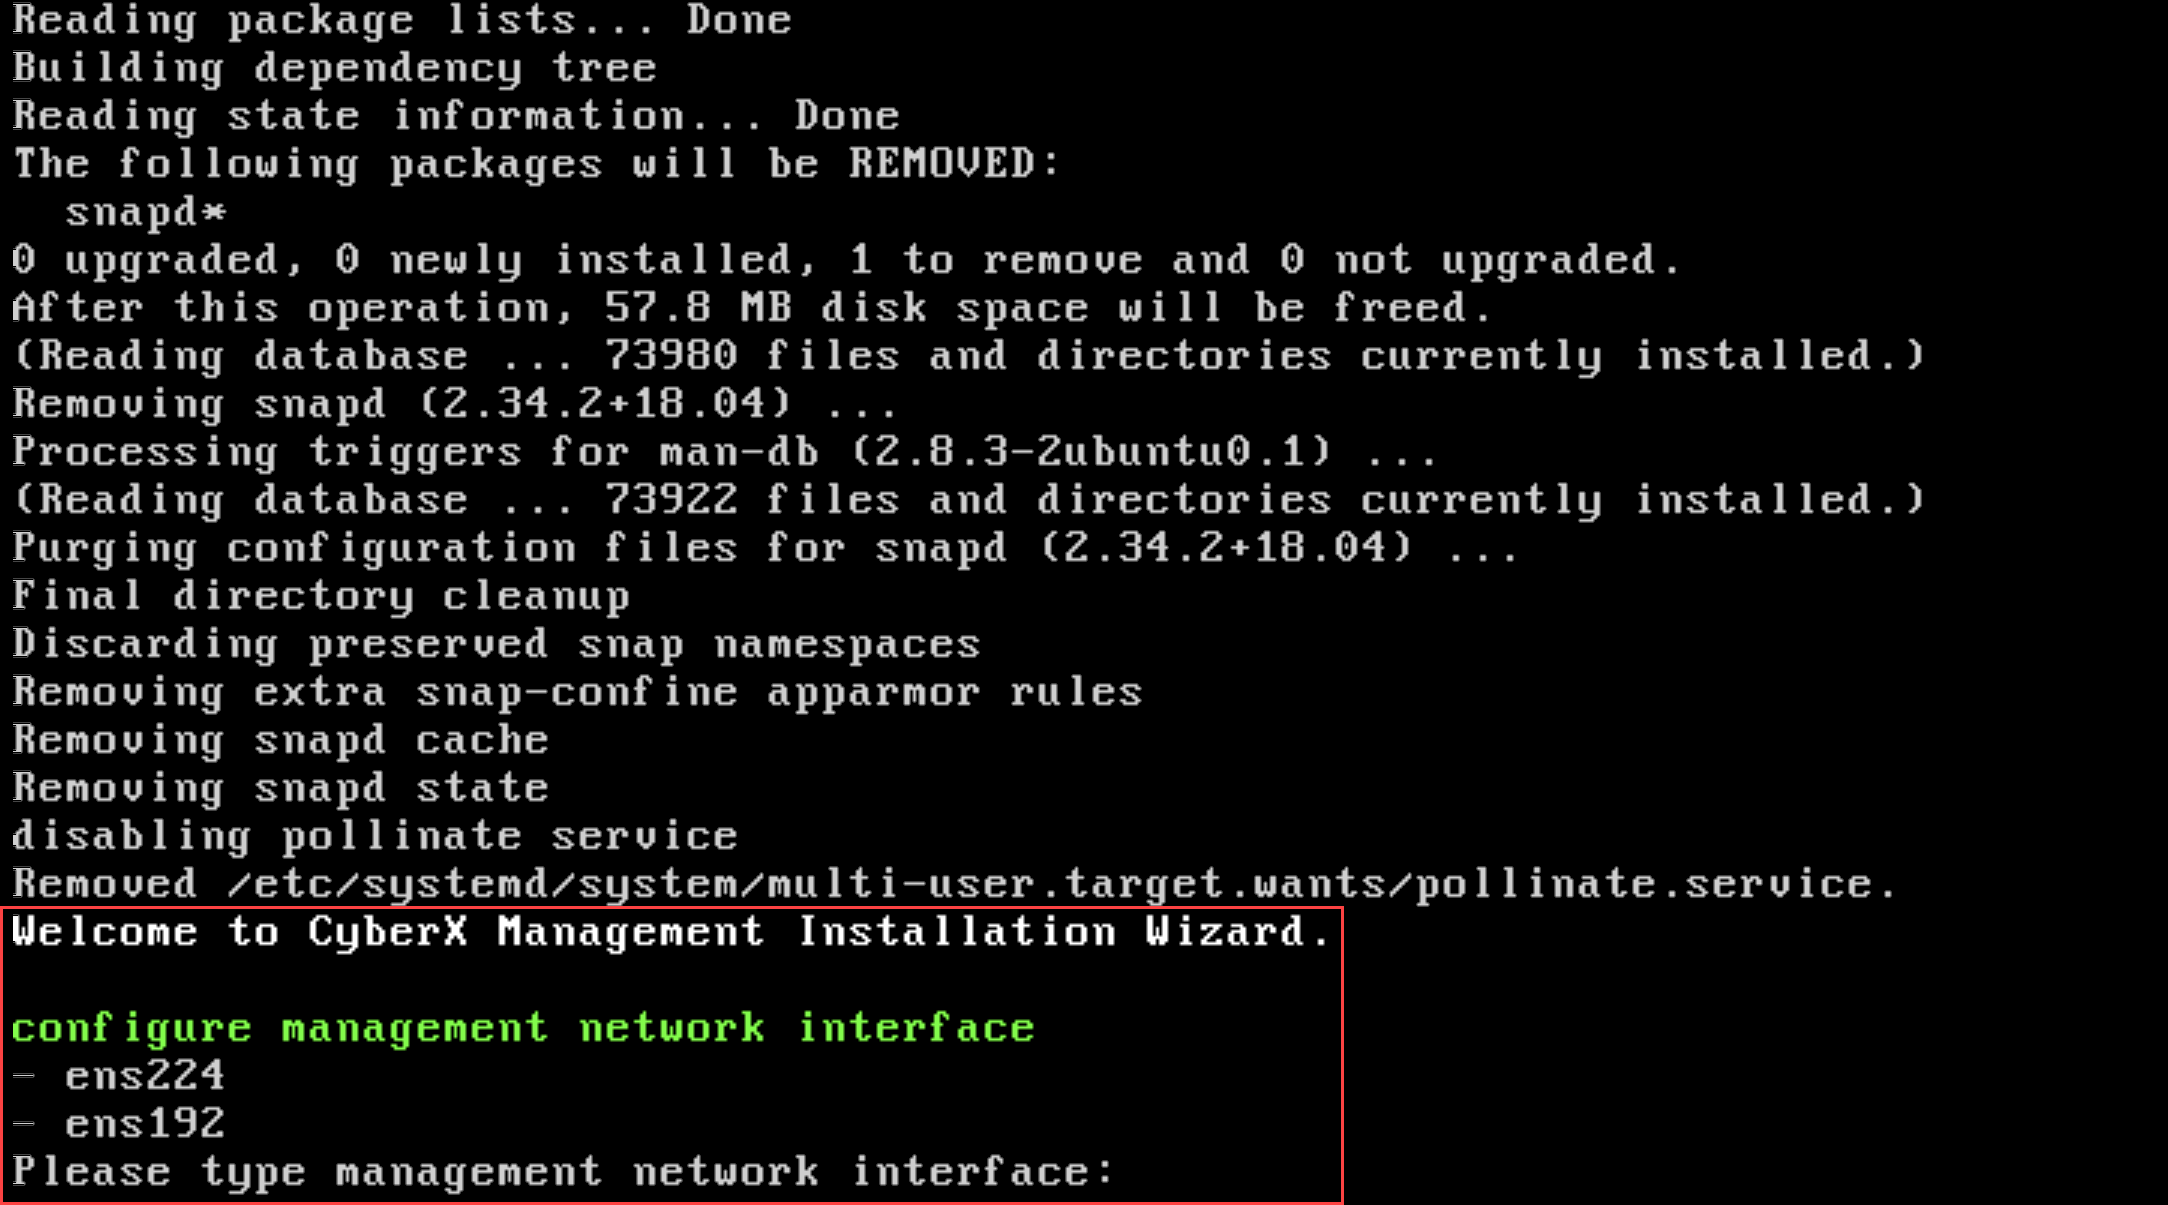 Reading package lists... Done
Building dependency tree
Reading state information... Done
The following packages will be REMOVED:
  snapd*
0 upgraded, 0 newly installed, 1 to remove and 0 not upgraded.
After this operation, 57.8 MB disk space will be freed.
(Reading database ... 73980 files and directories currently installed.)
Removing snapd (2.34.2+18.04) ...
Processing triggers for man-db (2.8.3-2ubuntu0.1) ...
(Reading database ... 73922 files and directories currently installed.)
Purging configuration files for snapd (2.34.2+18.04) ...
Final directory cleanup
Discarding preserved snap namespaces
Removing extra snap-confine apparmor rules
Removing snapd cache
Removing snapd state
disabling pollinate service
Removed /etc/systemd/system/multi-user.target.wants/pollinate.service.
Welcome to CyberX Management Installation Wizard.
configure management network interface
- ens224
- ens192
Please type management network interface: